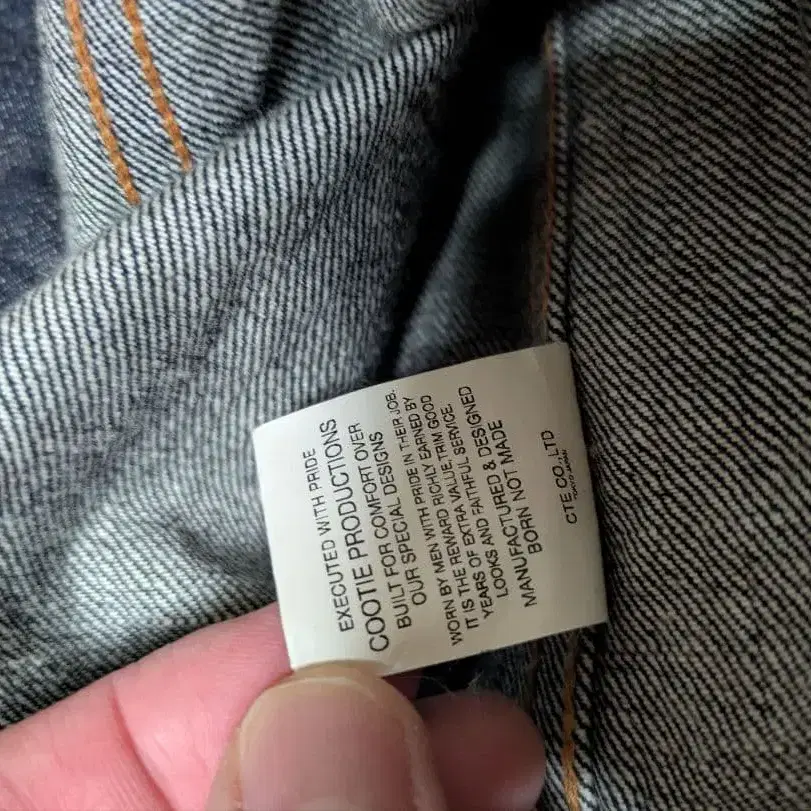 EXECUTED WITH PRIDE
COOTIE PRODUCTIONS
BUILT FOR COMFORT OVER
OUR SPECIAL DESIGNS
WORN BY MEN WITH PRIDE IN THEIR JOB.
IT IS THE REWARD RICHLY EARNED BY
YEARS OF EXTRA VALUE, TRIM GOOD
LOOKS AND FAITHFUL SERVICE.
MANUFACTURED & DESIGNED
BORN NOT MADE
CTE CO.,LTD
TOKYO JAPAN